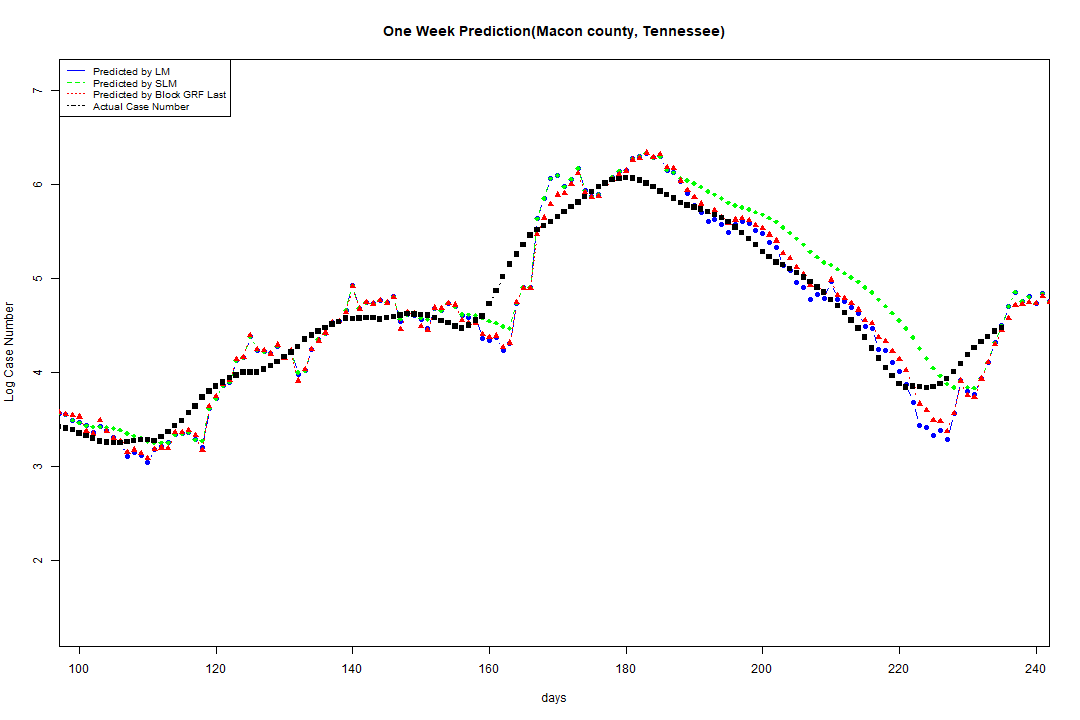 One Week Prediction(Macon county, Tennessee)
Predicted by LM
Predicted by SLM
Predicted by Block GRF Last
Actual Case Number
7
6
5
4
3
2
Log Case Number
100 120 140 160 180 200 220 240
days